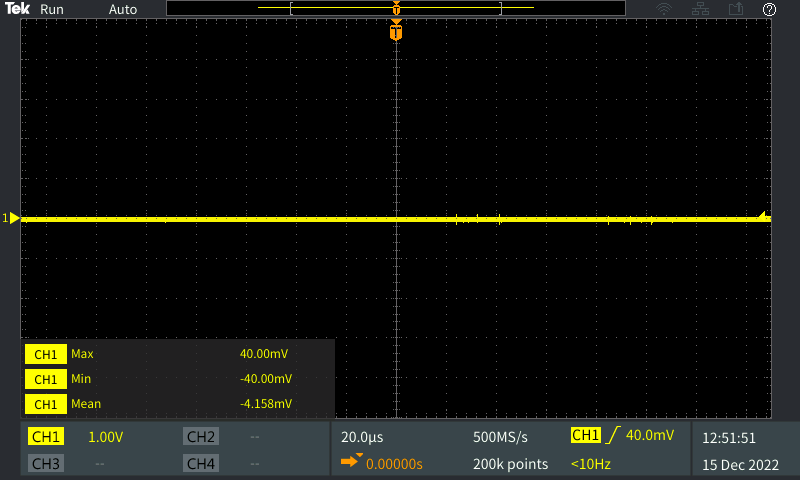 Tek Run Auto
T
T
1
CH1 Max 40.00mV
CH1 Min -40.00mV
CH1 Mean -4.158mV
CH1 1.00V CH2 -- 20.0µs 500MS/s CH1 40.0mV 12:51:51
CH3 -- CH4 -- 0.00000s 200k points <10Hz 15 Dec 2022